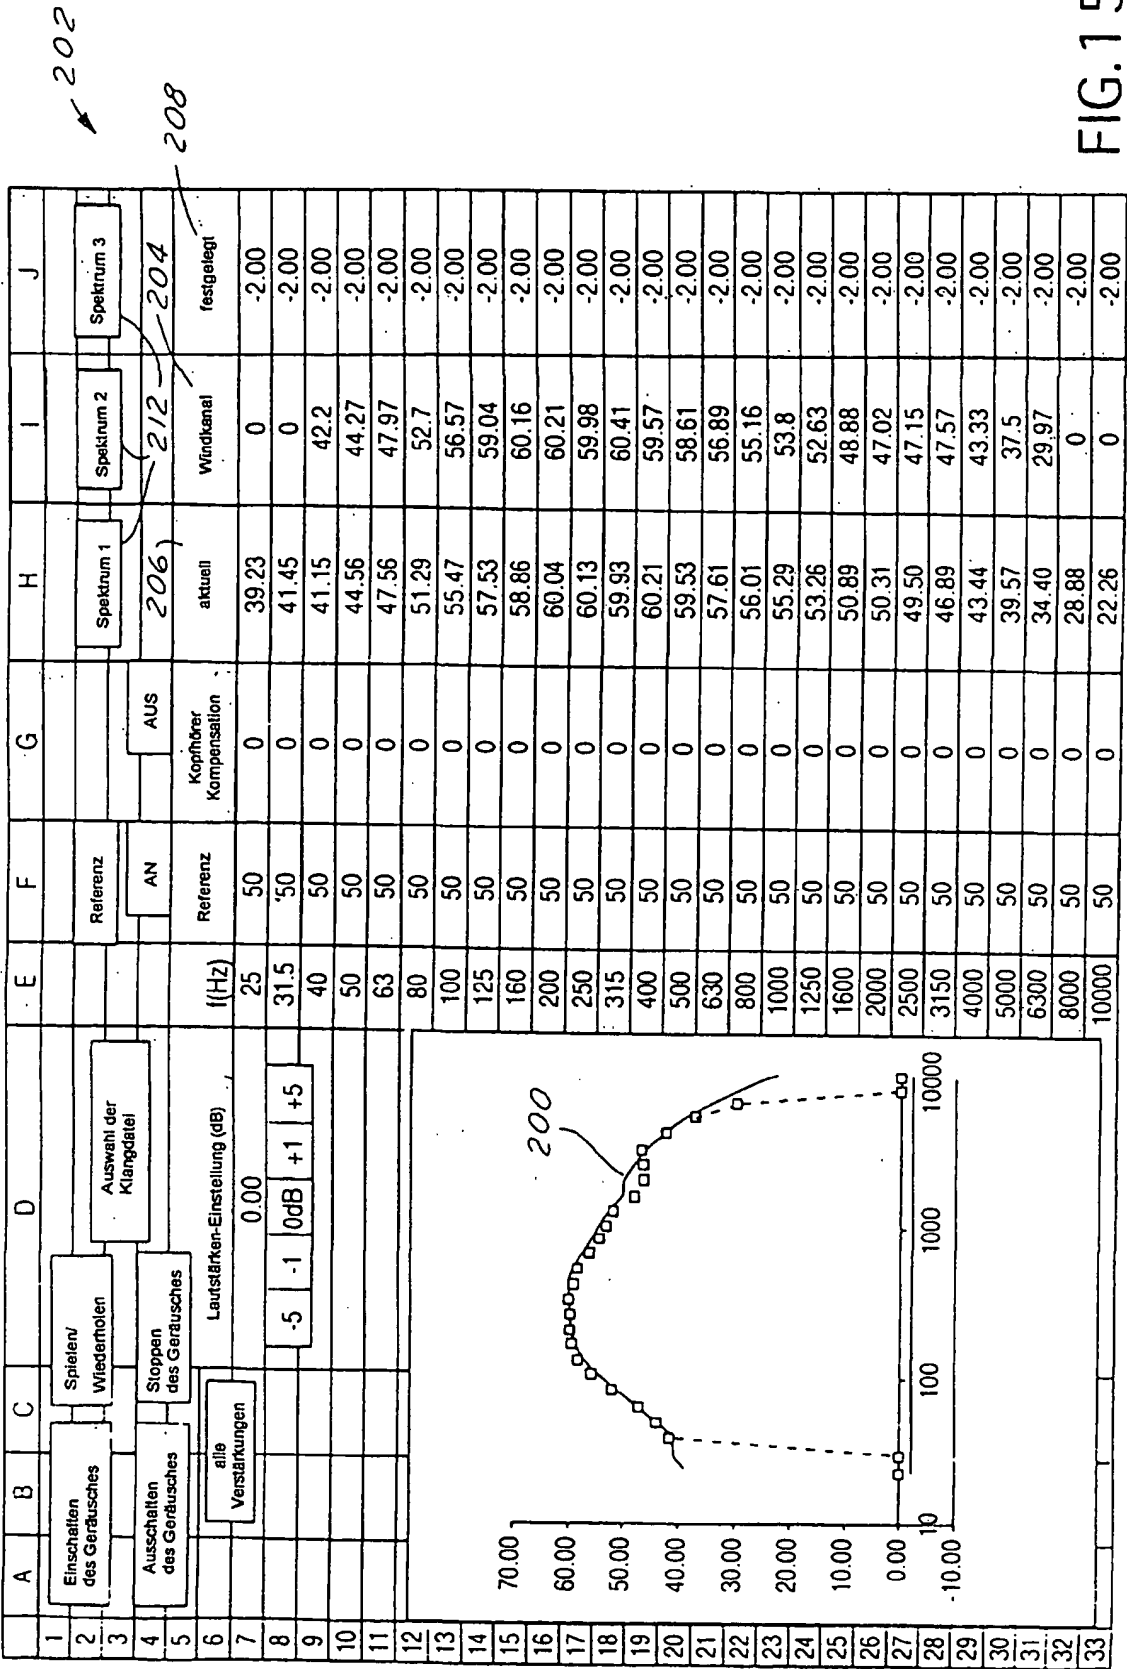 202
A B C D E F G H I J
1
2
3
4
5
6
Einschalten
des Geräusches
Spielen/
Wiederholen
Auswahl der
Klangdatei
Referenz
Spektrum 1
Spektrum 2
Spektrum 3
Ausschalten
des Geräusches
Stoppen
des Geräusches
AN
AUS
206
212
204
208
alle
Verstärkungen
Lautstärken-Einstellung (dB)
f(Hz) Referenz Kopfhörer
Kompensation
aktuell Windkanal festgelegt
7 0.00 25 50 0 39.23 0 -2.00
8 -5 -1 0dB +1 +5 31.5 50 0 41.45 0 -2.00
9 40 50 0 41.15 42.2 -2.00
10 50 50 0 44.56 44.27 -2.00
11 63 50 0 47.56 47.97 -2.00
12 80 50 0 51.29 52.7 -2.00
13 100 50 0 55.47 56.57 -2.00
14 125 50 0 57.53 59.04 -2.00
15 160 50 0 58.86 60.16 -2.00
16 200 50 0 60.04 60.21 -2.00
17 250 50 0 60.13 59.98 -2.00
18 315 50 0 59.93 60.41 -2.00
19 400 50 0 60.21 59.57 -2.00
20 500 50 0 59.53 58.61 -2.00
21 630 50 0 57.61 56.89 -2.00
22 800 50 0 56.01 55.16 -2.00
23 1000 50 0 55.29 53.8 -2.00
24 1250 50 0 53.26 52.63 -2.00
25 1600 50 0 50.89 48.88 -2.00
26 2000 50 0 50.31 47.02 -2.00
27 2500 50 0 49.50 47.15 -2.00
28 3150 50 0 46.89 47.57 -2.00
29 4000 50 0 43.44 43.33 -2.00
30 5000 50 0 39.57 37.5 -2.00
31 6300 50 0 34.40 29.97 -2.00
32 8000 50 0 28.88 0 -2.00
33 10000 50 0 22.26 0 -2.00
200
70.00
60.00
50.00
40.00
30.00
20.00
10.00
0.00
-10.00
10 100 1000 10000
FIG.15